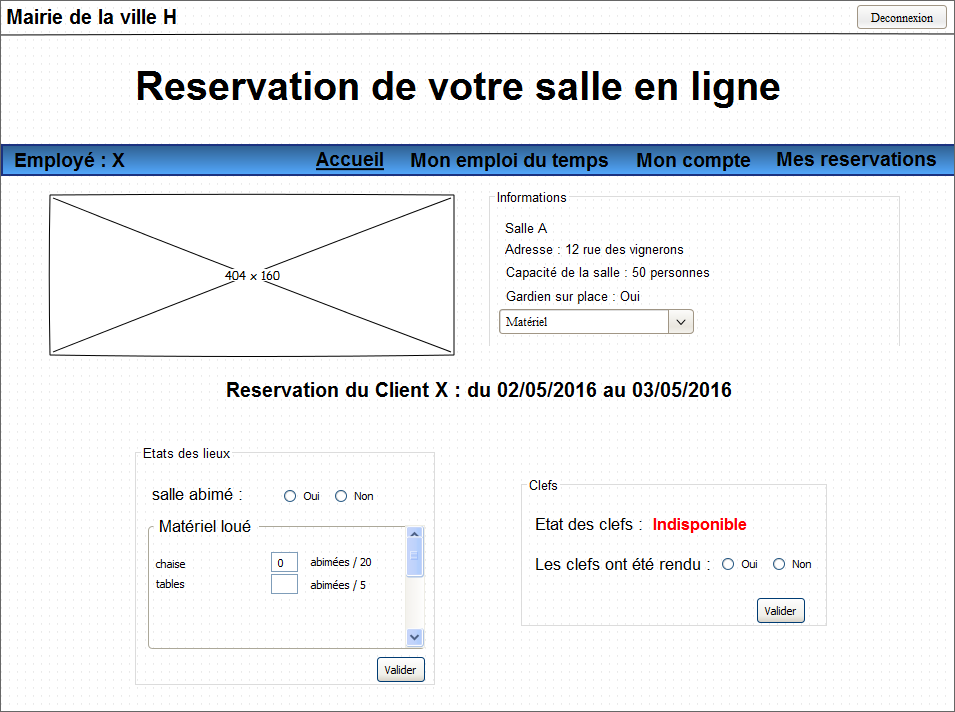 Mairie de la ville H
Deconnexion
Reservation de votre salle en ligne
Employé : X
Accueil
Mon emploi du temps
Mon compte
Mes reservations
404 x 160
Informations
Salle A
Adresse : 12 rue des vignerons
Capacité de la salle : 50 personnes
Gardien sur place : Oui
Matériel
Reservation du Client X : du 02/05/2016 au 03/05/2016
Etats des lieux
salle abimé :
Oui
Non
Matériel loué
chaise
0
abimées / 20
tables
abimées / 5
Valider
Clefs
Etat des clefs : Indisponible
Les clefs ont été rendu :
Oui
Non
Valider